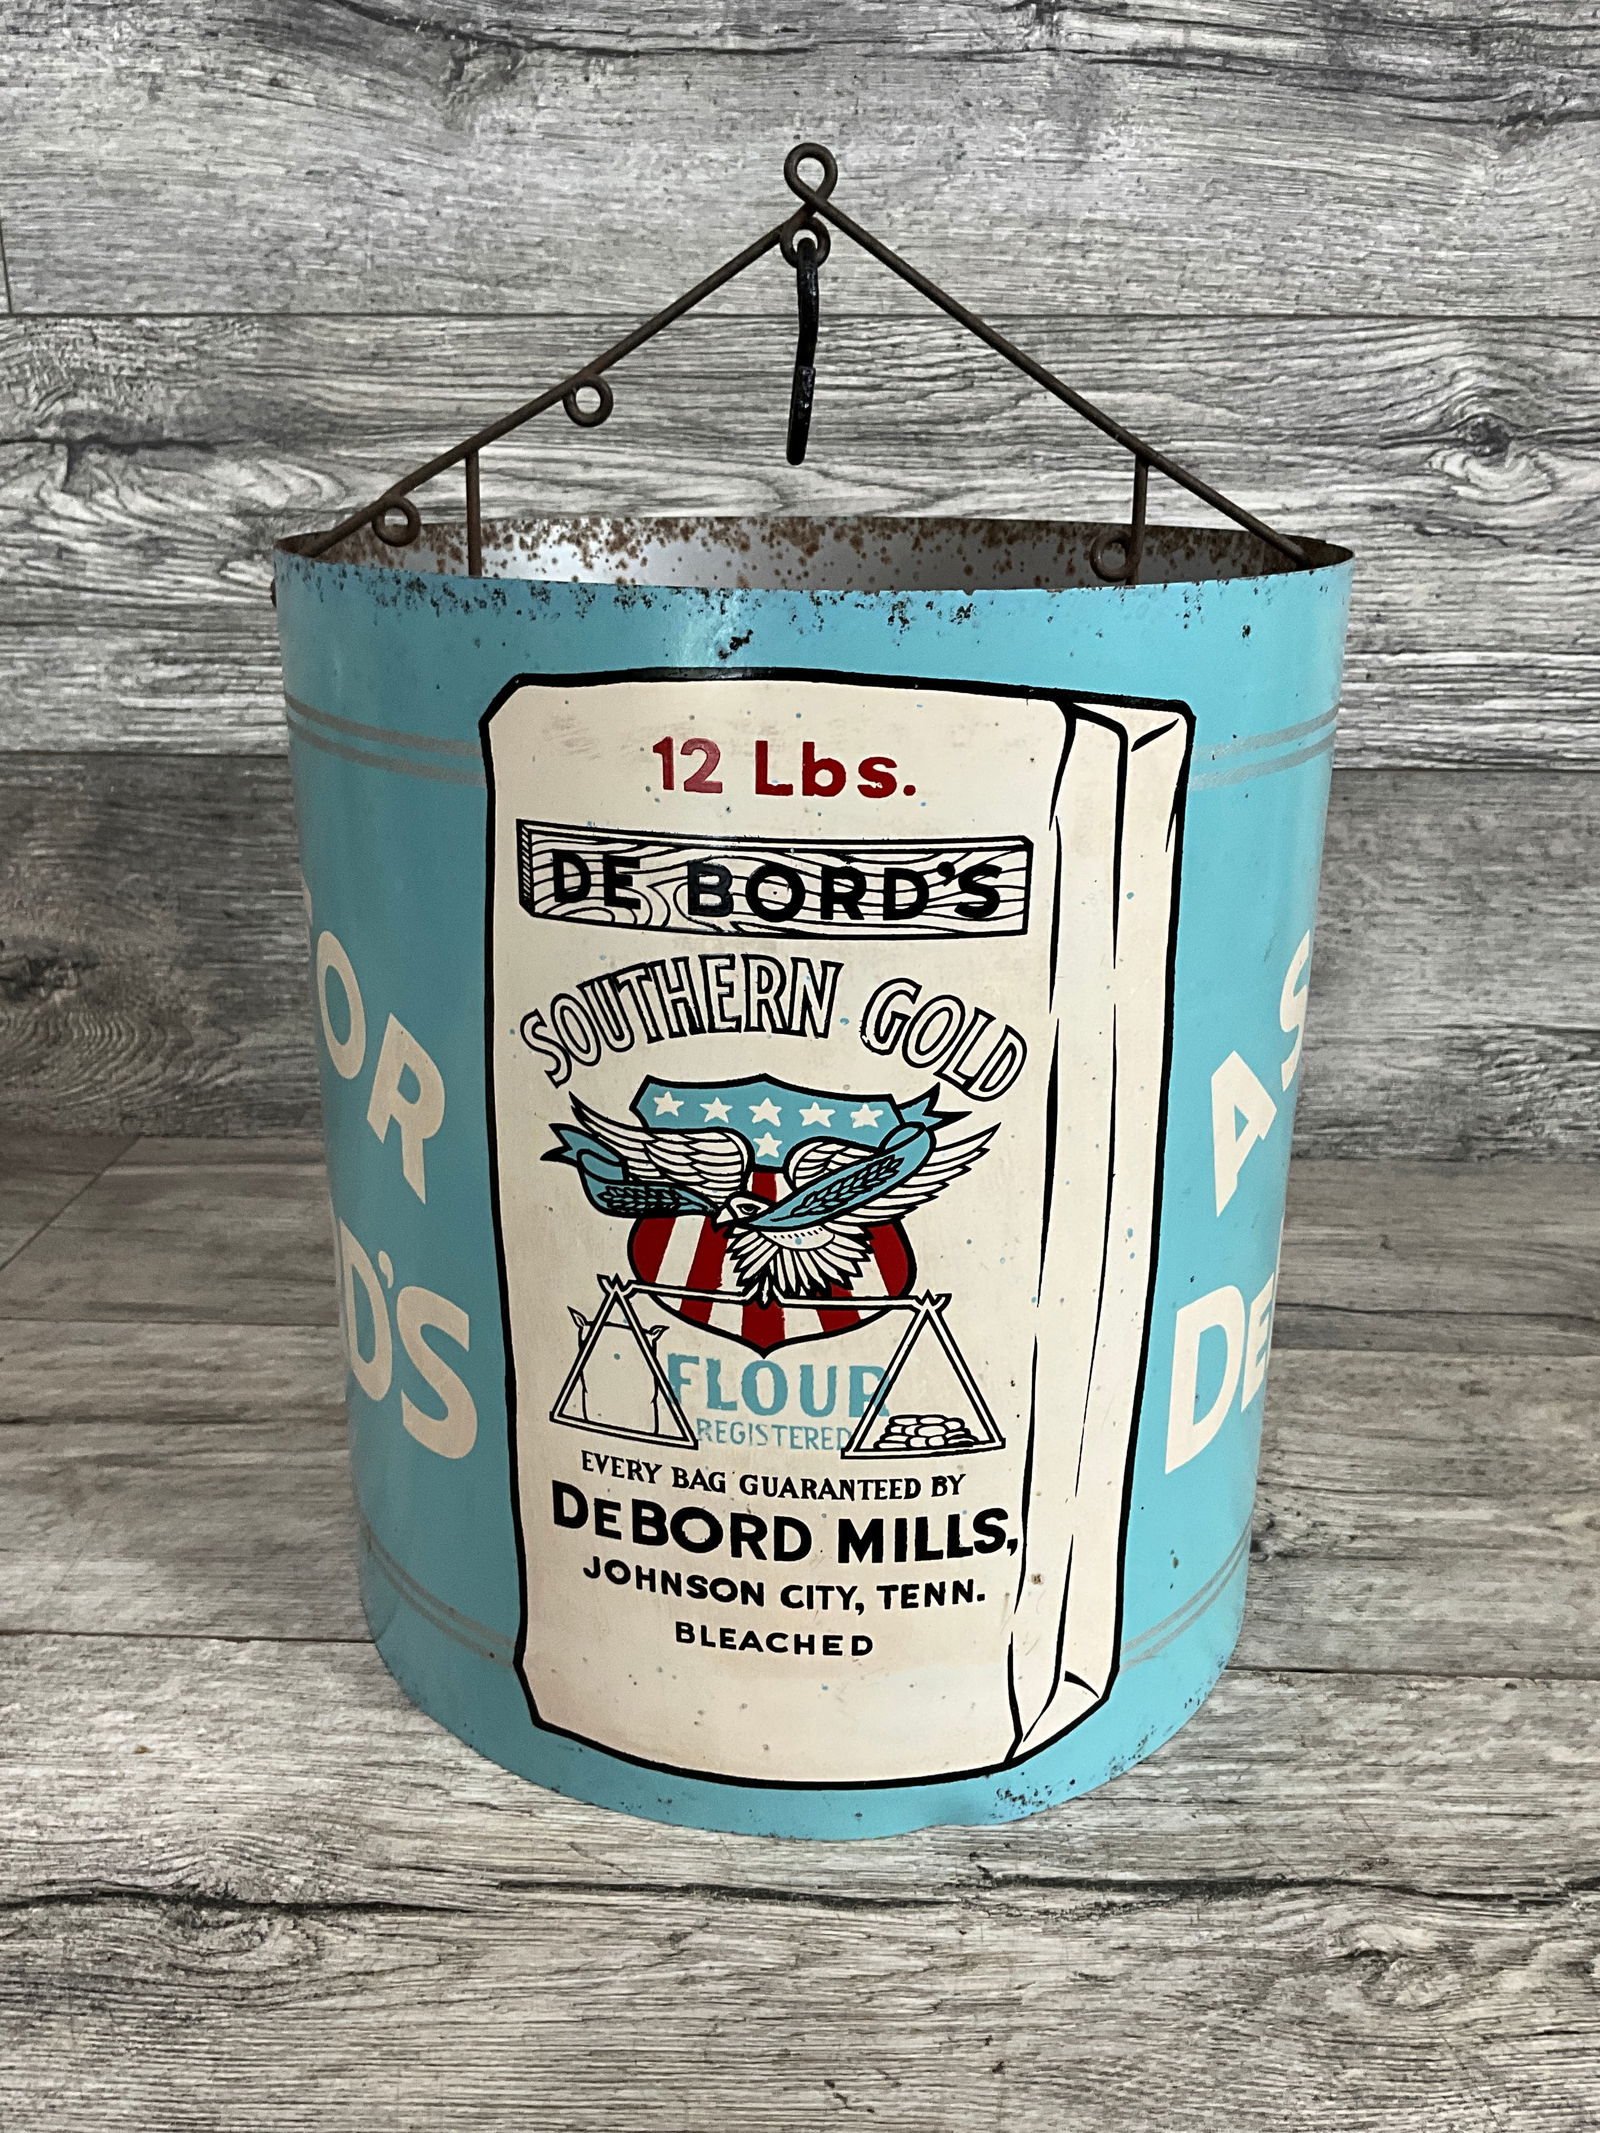 12 Lbs.
DE BORD'S
SOUTHERN GOLD
FLOUR
REGISTERED
EVERY BAG GUARANTEED BY
DEBORD MILLS,
JOHNSON CITY, TENN.
BLEACHED